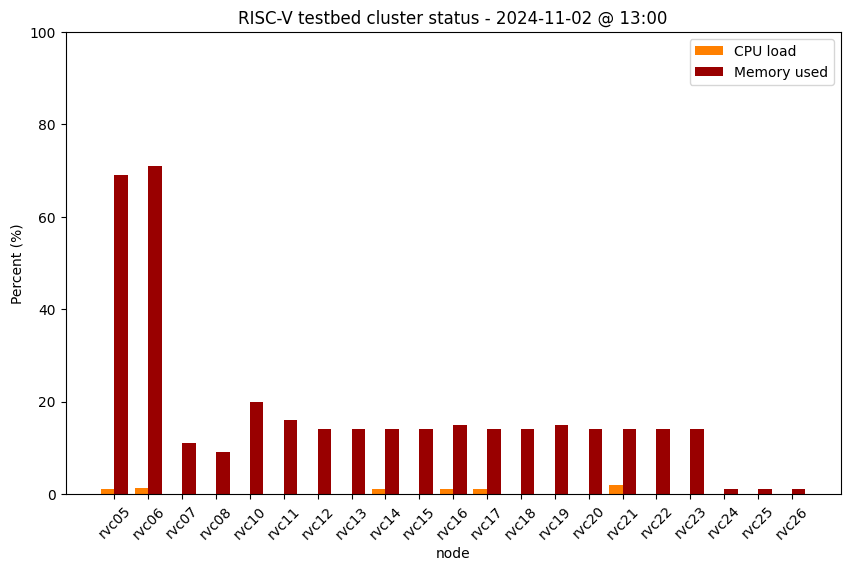 RISC-V testbed cluster status - 2024-11-02 @ 13:00
CPU load
Memory used
Percent (%)
100
80
60
40
20
0
rvc05 rvc06 rvc07 rvc08 rvc10 rvc11 rvc12 rvc13 rvc14 rvc15 rvc16 rvc17 rvc18 rvc19 rvc20 rvc21 rvc22 rvc23 rvc24 rvc25 rvc26
node